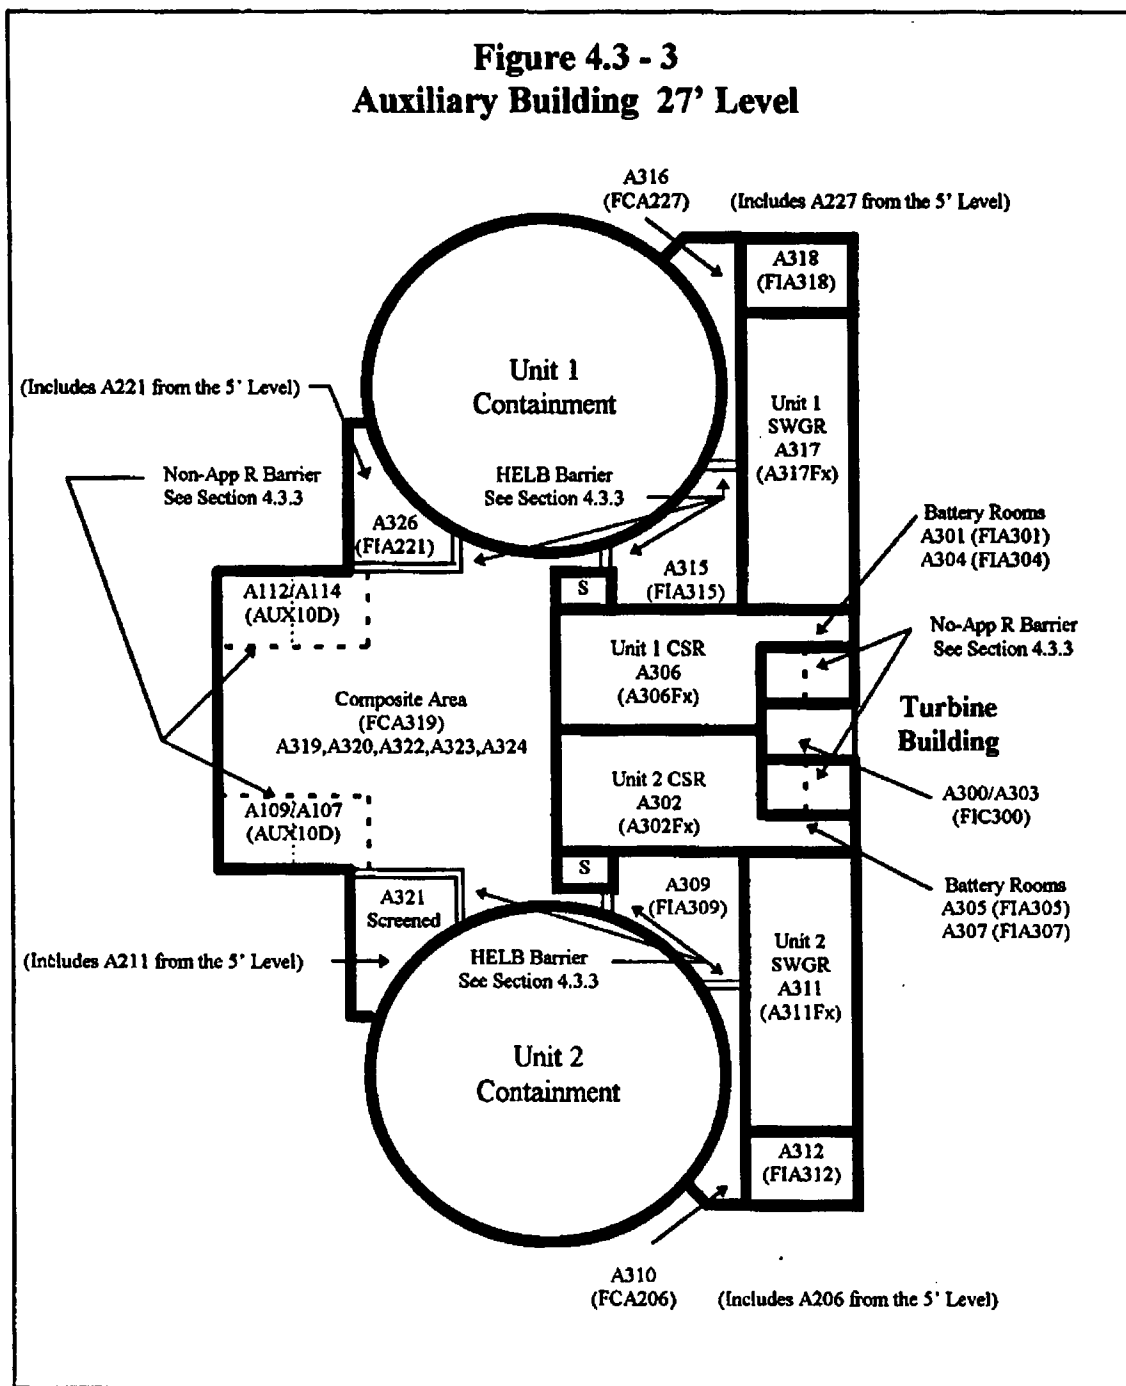 Figure 4.3 - 3
Auxiliary Building 27' Level
A316
(FCA227)
(Includes A227 from the 5' Level)
A318
(FIA318)
Unit 1
Containment
(Includes A221 from the 5' Level)
Unit 1
SWGR
A317
(A317Fx)
Non-App R Barrier
See Section 4.3.3
HELB Barrier
See Section 4.3.3
A326
(FIA221)
Battery Rooms
A301 (FIA301)
A304 (FIA304)
A315
(FIA315)
S
A112/A114
(AUX10D)
No-App R Barrier
See Section 4.3.3
Unit 1 CSR
A306
(A306Fx)
Composite Area
(FCA319)
A319,A320,A322,A323,A324
Turbine
Building
Unit 2 CSR
A302
(A302Fx)
A300/A303
(FIC300)
A109/A107
(AUX10D)
S
A321
Screened
A309
(FIA309)
Battery Rooms
A305 (FIA305)
A307 (FIA307)
(Includes A211 from the 5' Level)
HELB Barrier
See Section 4.3.3
Unit 2
SWGR
A311
(A311Fx)
Unit 2
Containment
A312
(FIA312)
A310
(FCA206)
(Includes A206 from the 5' Level)